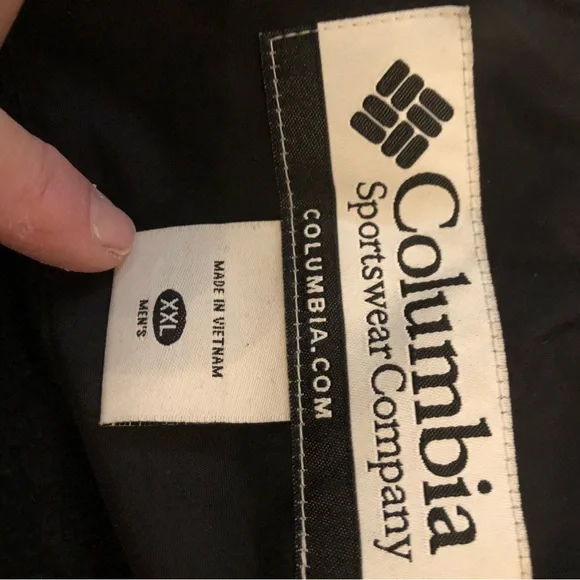 Columbia
Sportswear Company
COLUMBIA.COM
MADE IN VIETNAM
XXL
MEN'S